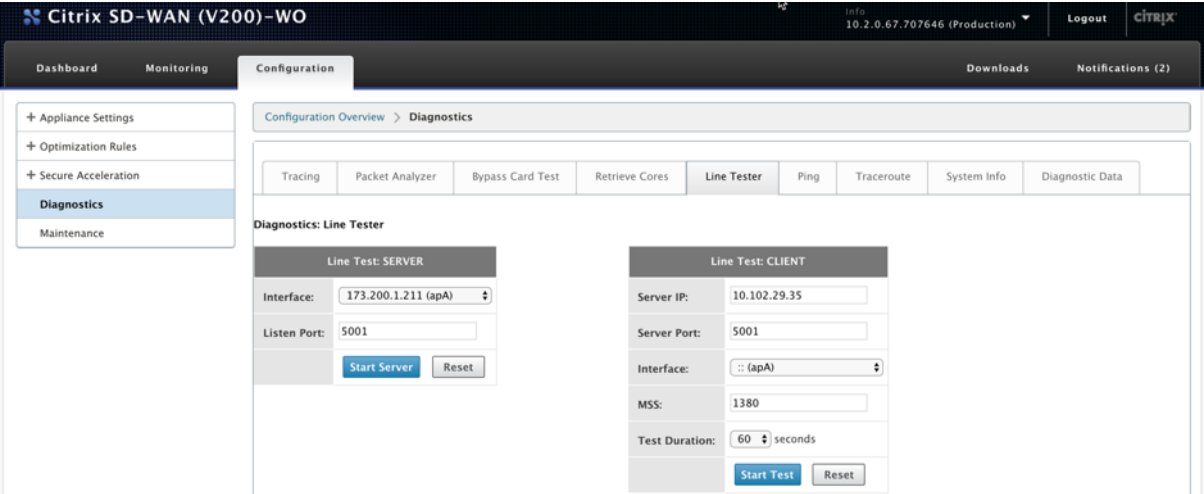 Citrix SD-WAN (V200)-WO
Info
10.2.0.67.707646 (Production)
Logout
CITRIX
Dashboard Monitoring Configuration Downloads Notifications (2)
+ Appliance Settings
+ Optimization Rules
+ Secure Acceleration
Diagnostics
Maintenance
Configuration Overview > Diagnostics
Tracing Packet Analyzer Bypass Card Test Retrieve Cores Line Tester Ping Traceroute System Info Diagnostic Data
Diagnostics: Line Tester
Line Test: SERVER
Interface: 173.200.1.211 (apA)
Listen Port: 5001
Start Server Reset
Line Test: CLIENT
Server IP: 10.102.29.35
Server Port: 5001
Interface: :: (apA)
MSS: 1380
Test Duration: 60 seconds
Start Test Reset